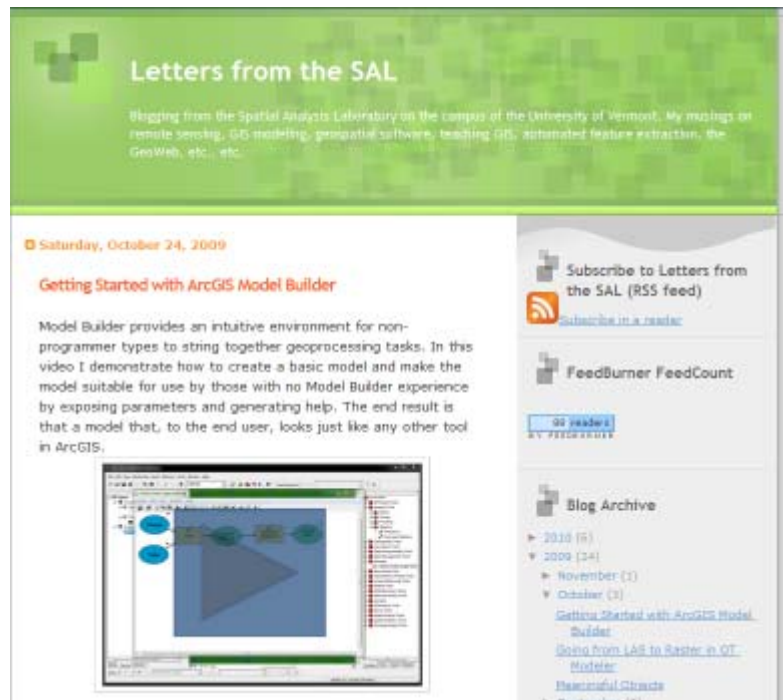 Letters from the SAL
Blogging from the Spatial Analysis Laboratory on the campus of the University of Vermont. My musings on
remote sensing, GIS modeling, geospatial software, teaching GIS, automated feature extraction, the
GeoWeb, etc., etc.
Saturday, October 24, 2009
Getting Started with ArcGIS Model Builder
Model Builder provides an intuitive environment for non-
programmer types to string together geoprocessing tasks. In this
video I demonstrate how to create a basic model and make the
model suitable for use by those with no Model Builder experience
by exposing parameters and generating help. The end result is
that a model that, to the end user, looks just like any other tool
in ArcGIS.
Subscribe to Letters from
the SAL (RSS feed)
Subscribe in a reader
FeedBurner FeedCount
readers
BY FEEDBURNER
Blog Archive
► 2010 (6)
▼ 2009 (24)
► November (1)
▼ October (3)
Getting Started with ArcGIS Model
Builder
Going from LAS to Raster in QT
Modeler
Meaningful Objects